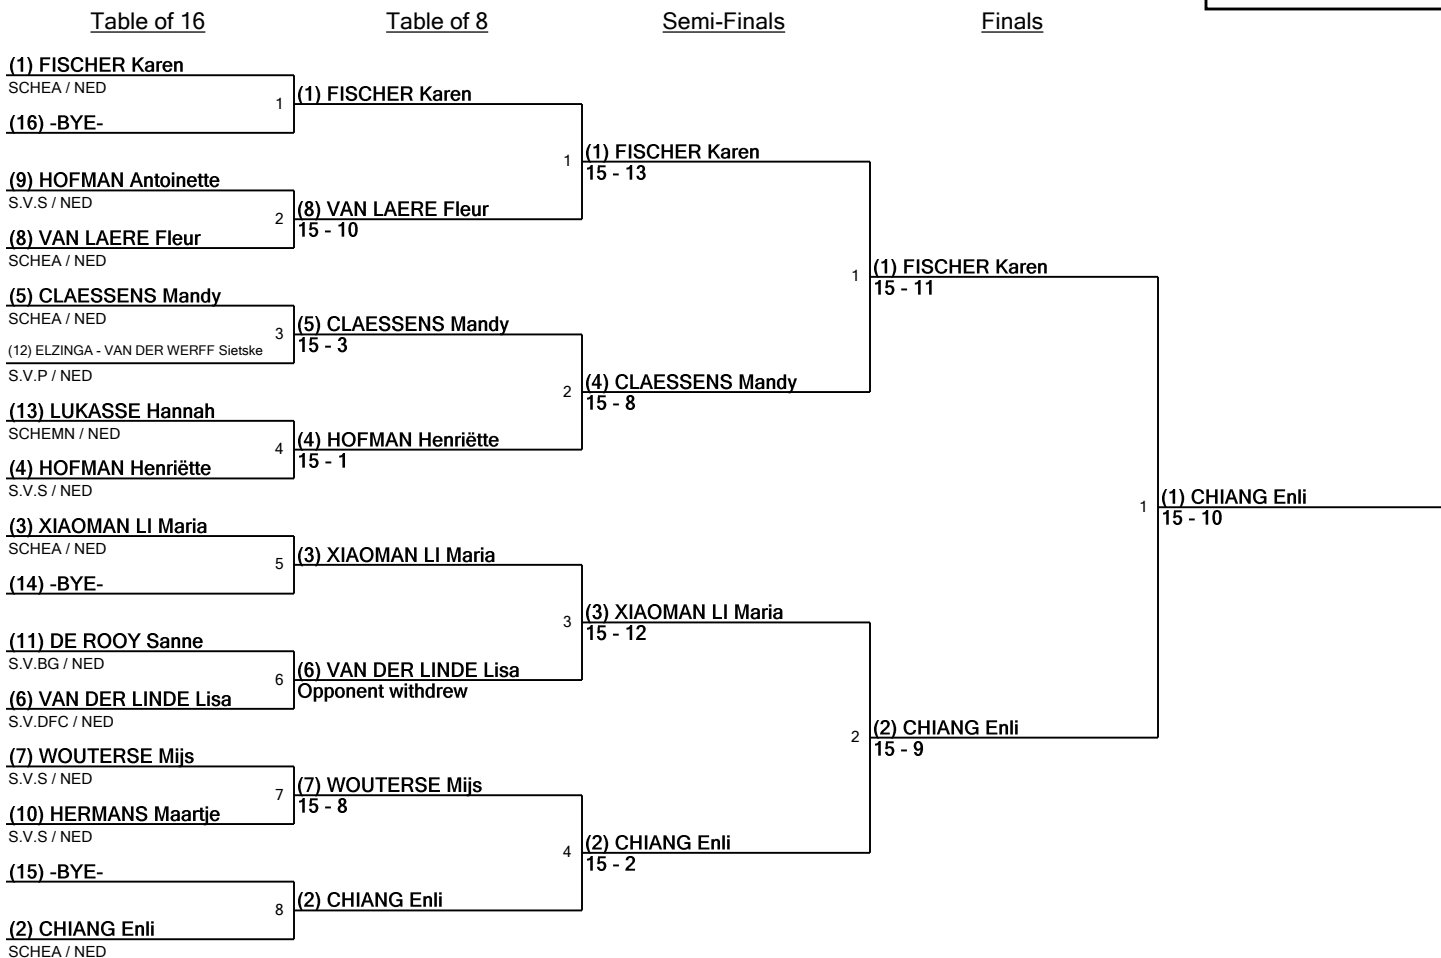 Table of 16
Table of 8
Semi-Finals
Finals
(1) FISCHER Karen
SCHEA / NED
(16) -BYE-
(9) HOFMAN Antoinette
S.V.S / NED
(8) VAN LAERE Fleur
SCHEA / NED
(5) CLAESSENS Mandy
SCHEA / NED
(12) ELZINGA - VAN DER WERFF Sietske
S.V.P / NED
(13) LUKASSE Hannah
SCHEMN / NED
(4) HOFMAN Henriëtte
S.V.S / NED
(3) XIAOMAN LI Maria
SCHEA / NED
(14) -BYE-
(11) DE ROOY Sanne
S.V.BG / NED
(6) VAN DER LINDE Lisa
S.V.DFC / NED
(7) WOUTERSE Mijs
S.V.S / NED
(10) HERMANS Maartje
S.V.S / NED
(15) -BYE-
(2) CHIANG Enli
SCHEA / NED
1
(1) FISCHER Karen
2
(8) VAN LAERE Fleur
15 - 10
3
(5) CLAESSENS Mandy
15 - 3
4
(4) HOFMAN Henriëtte
15 - 1
5
(3) XIAOMAN LI Maria
6
(6) VAN DER LINDE Lisa
Opponent withdrew
7
(7) WOUTERSE Mijs
15 - 8
8
(2) CHIANG Enli
1
(1) FISCHER Karen
15 - 13
2
(4) CLAESSENS Mandy
15 - 8
3
(3) XIAOMAN LI Maria
15 - 12
4
(2) CHIANG Enli
15 - 2
1
(1) FISCHER Karen
15 - 11
2
(2) CHIANG Enli
15 - 9
1
(1) CHIANG Enli
15 - 10